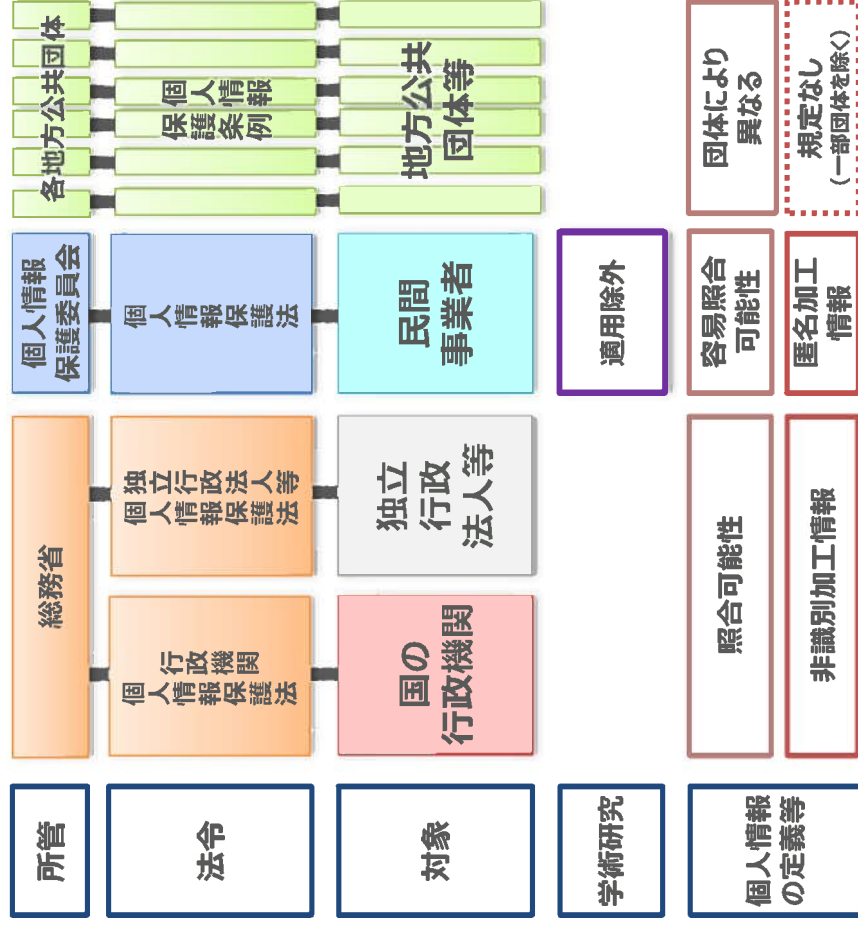 所管
総務省
個人情報
保護委員会
各地方公共団体
法令
行政機関
個人情報保護法
独立行政法人等
個人情報保護法
個人情報保護法
個人情報
保護条例
対象
国の
行政機関
独立
行政
法人等
民間
事業者
地方公共
団体等
学術研究
適用除外
個人情報
の定義等
照合可能性
容易照合
可能性
団体により
異なる
非識別加工情報
匿名加工
情報
規定なし
（一部団体を除く）